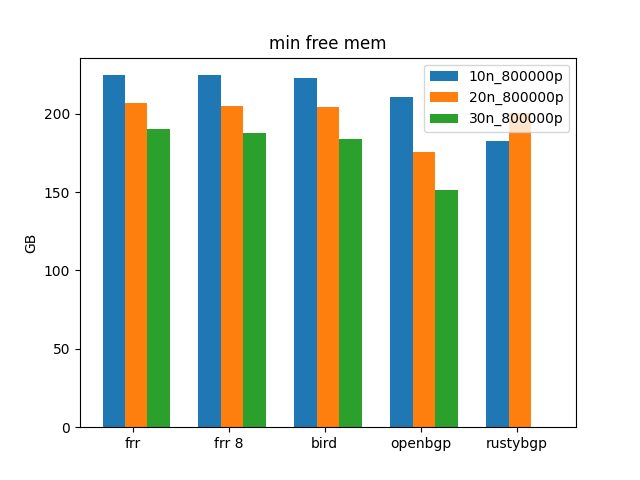 min free mem
10n_800000p
20n_800000p
30n_800000p
GB
200
150
100
50
0
frr
frr 8
bird
openbgp
rustybgp